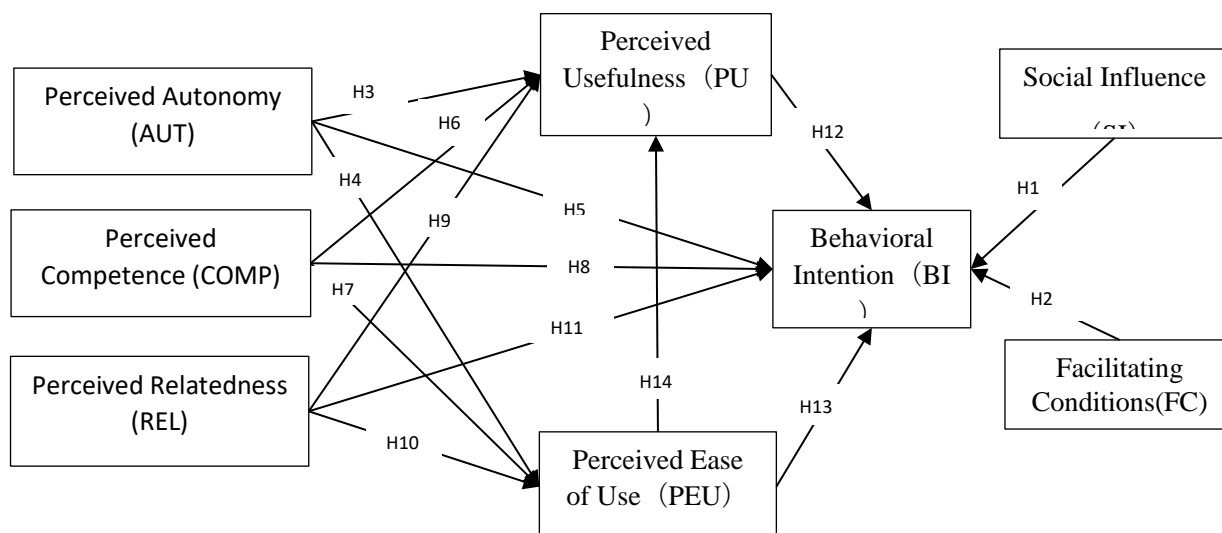 Perceived Autonomy
(AUT)
Perceived
Competence (COMP)
Perceived Relatedness
(REL)
H3
H6
H4
H9
H7
H5
H8
H11
H10
Perceived
Usefulness（PU
）
H14
Perceived Ease
of Use（PEU）
H12
H13
Behavioral
Intention（BI
）
H1
H2
Social Influence
（SI）
Facilitating
Conditions(FC)